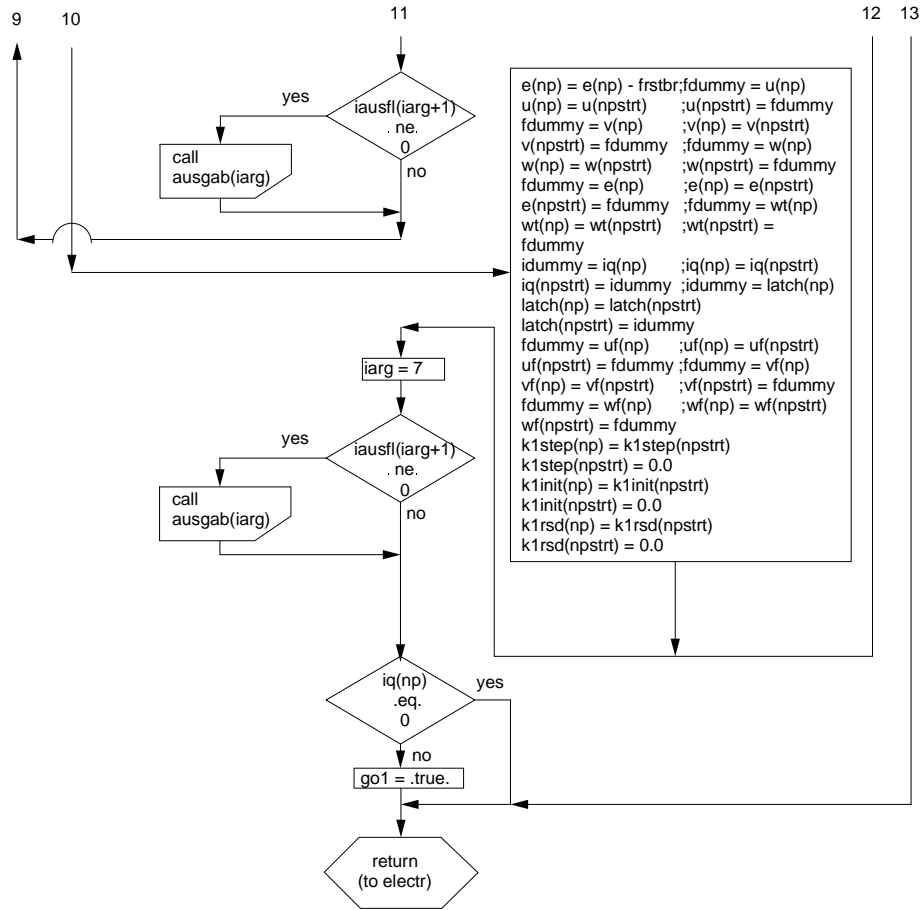 9 10 11 12 13
yes
iausfl(iarg+1)
. ne.
0
no
call
ausgab(iarg)
e(np) = e(np) - frstbr;fdummy = u(np)
u(np) = u(npstrt) ;u(npstrt) = fdummy
fdummy = v(np) ;v(np) = v(npstrt)
v(npstrt) = fdummy ;fdummy = w(np)
w(np) = w(npstrt) ;w(npstrt) = fdummy
fdummy = e(np) ;e(np) = e(npstrt)
e(npstrt) = fdummy ;fdummy = wt(np)
wt(np) = wt(npstrt) ;wt(npstrt) =
fdummy
idummy = iq(np) ;iq(np) = iq(npstrt)
iq(npstrt) = idummy ;idummy = latch(np)
latch(np) = latch(npstrt)
latch(npstrt) = idummy
fdummy = uf(np) ;uf(np) = uf(npstrt)
uf(npstrt) = fdummy ;fdummy = vf(np)
vf(np) = vf(npstrt) ;vf(npstrt) = fdummy
fdummy = wf(np) ;wf(np) = wf(npstrt)
wf(npstrt) = fdummy
k1step(np) = k1step(npstrt)
k1step(npstrt) = 0.0
k1init(np) = k1init(npstrt)
k1init(npstrt) = 0.0
k1rsd(np) = k1rsd(npstrt)
k1rsd(npstrt) = 0.0
iarg = 7
yes
iausfl(iarg+1)
. ne.
0
no
call
ausgab(iarg)
iq(np)
.eq.
0
yes
no
go1 = .true.
return
(to electr)